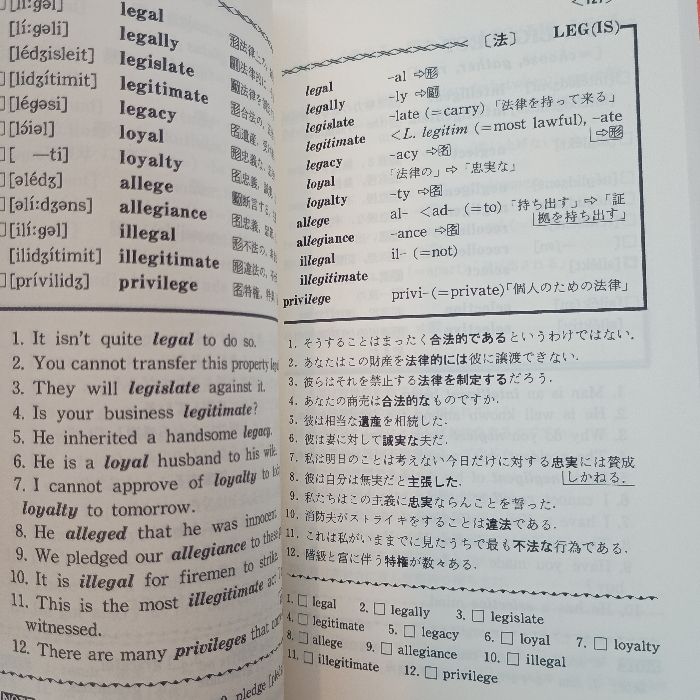 [líːgəl] legal
[líːgəli] legally
[lédʒisleit] legislate
[lidʒítimit] legitimate
[légəsi] legacy
[lɔ́iəl] loyal
[ —ti] loyalty
[əlédʒ] allege
[əlíːdʒəns] allegiance
[ilíːgəl] illegal
[ilidʒítimit] illegitimate
[prívilidʒ] privilege
1. It isn't quite legal to do so.
2. You cannot transfer this property
3. They will legislate against it.
4. Is your business legitimate?
5. He inherited a handsome legacy.
6. He is a loyal husband to his wife.
7. I cannot approve of loyalty to
loyalty to tomorrow.
8. He alleged that he was innocent.
9. We pledged our allegiance to these
10. It is illegal for firemen to strike
11. This is the most illegitimate
witnessed.
12. There are many privileges that
pledge
〔法〕 LEG(IS)
legal -al ⇨形
legally -ly ⇨副
legislate -late (=carry)「法律を持って来る」
legitimate <L. legitim (=most lawful), -ate
⇨形
legacy -acy ⇨名
loyal 「法律の」⇨「忠実な」
loyalty -ty ⇨名
allege al- <ad- (=to)「持ち出す」⇨「証
拠を持ち出す」
allegiance -ance ⇨名
illegal il- (=not)
illegitimate
privilege privi- (=private)「個人のための法律」
1. そうすることはまったく合法的であるというわけではない.
2. あなたはこの財産を法律的には彼に譲渡できない.
3. 彼らはそれを禁止する法律を制定するだろう.
4. あなたの商売は合法的なものですか.
5. 彼は相当な遺産を相続した.
6. 彼は妻に対して誠実な夫だ.
7. 私は明日のことは考えない今日だけに対する忠実には賛成
しかねる.
8. 彼は自分は無実だと主張した.
9. 私たちはこの主義に忠実ならんことを誓った.
10. 消防夫がストライキをすることは違法である.
11. これは私がいままでに見たうちで最も不法な行為である.
12. 階級と富に伴う特権が数々ある.
1. □ legal 2. □ legally 3. □ legislate
4. □ legitimate 5. □ legacy 6. □ loyal 7. □ loyalty
8. □ allege 9. □ allegiance 10. □ illegal
11. □ illegitimate 12. □ privilege